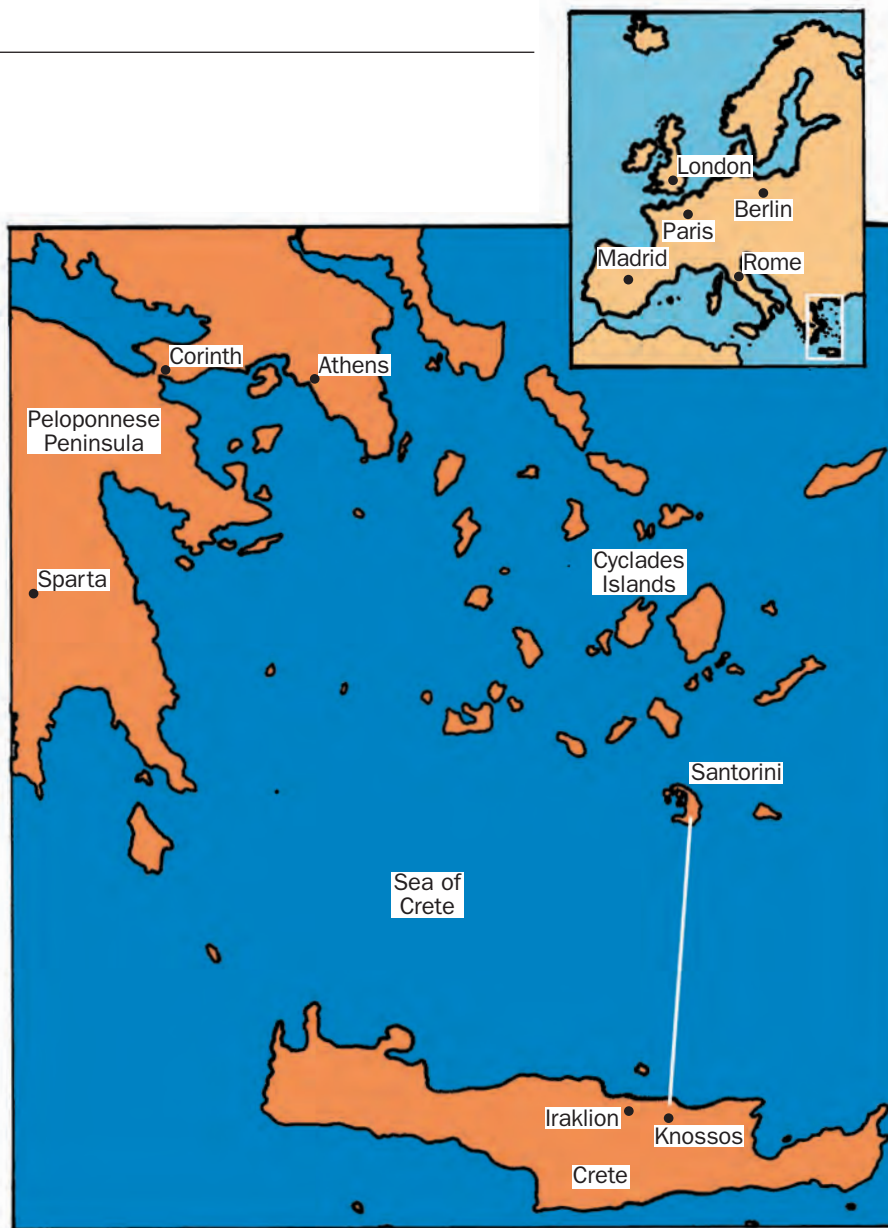 London
Berlin
Paris
Madrid
Rome
Corinth
Athens
Peloponnese
Peninsula
Sparta
Cyclades
Islands
Santorini
Sea of
Crete
Iraklion
Knossos
Crete